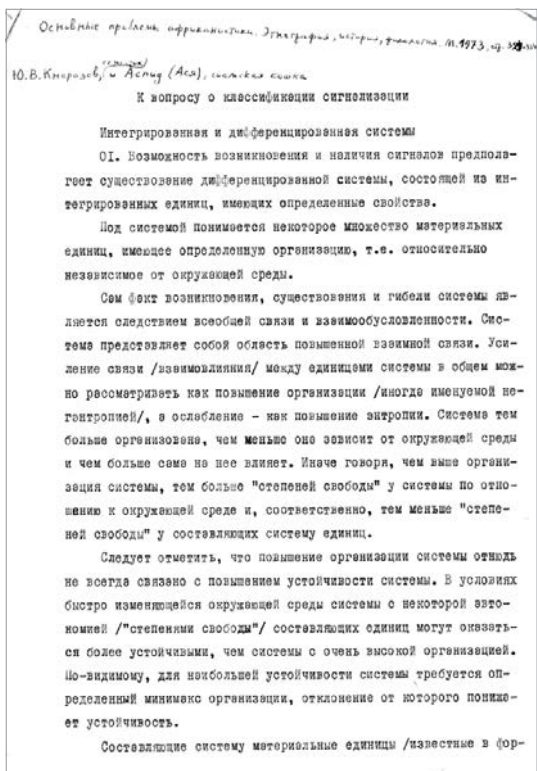 Основные проблемы африканистики. Этнография, история, филология. М. 1973, стр.
Ю.В.Кнорозов, и Аспид (Ася), сиамская кошка
К вопросу о классификации сигнализации
Интегрированная и дифференцированная системы
OI. Возможность возникновения и наличия сигналов предпола-
гает существование дифференцированной системы, состоящей из ин-
тегрированных единиц, имеющих определенные свойства.
Под системой понимается некоторое множество материальных
единиц, имеющее определенную организацию, т.е. относительно
независимое от окружающей среды.
Сам факт возникновения, существования и гибели системы яв-
ляется следствием всеобщей связи и взаимообусловленности. Сис-
тема представляет собой область повышенной взаимной связи. Уси-
ление связи /взаимовлияния/ между единицами системы в общем мож-
но рассматривать как повышение организации /иногда именуемой не-
гэнтропией/, а ослабление - как повышение энтропии. Система тем
больше организована, чем меньше она зависит от окружающей среды
и чем больше сама на нее влияет. Иначе говоря, чем выше органи-
зация системы, тем больше "степеней свободы" у системы по отно-
шению к окружающей среде и, соответственно, тем меньше "степе-
ней свободы" у составляющих систему единиц.
Следует отметить, что повышение организации системы отнюдь
не всегда связано с повышением устойчивости системы. В условиях
быстро изменяющейся окружающей среды системы с некоторой авто-
номией /"степенями свободы"/ составляющих единиц могут оказать-
ся более устойчивыми, чем системы с очень высокой организацией.
По-видимому, для наибольшей устойчивости системы требуется оп-
ределенный минимакс организации, отклонение от которого понижа-
ет устойчивость.
Составляющие систему материальные единицы /известные в фор-